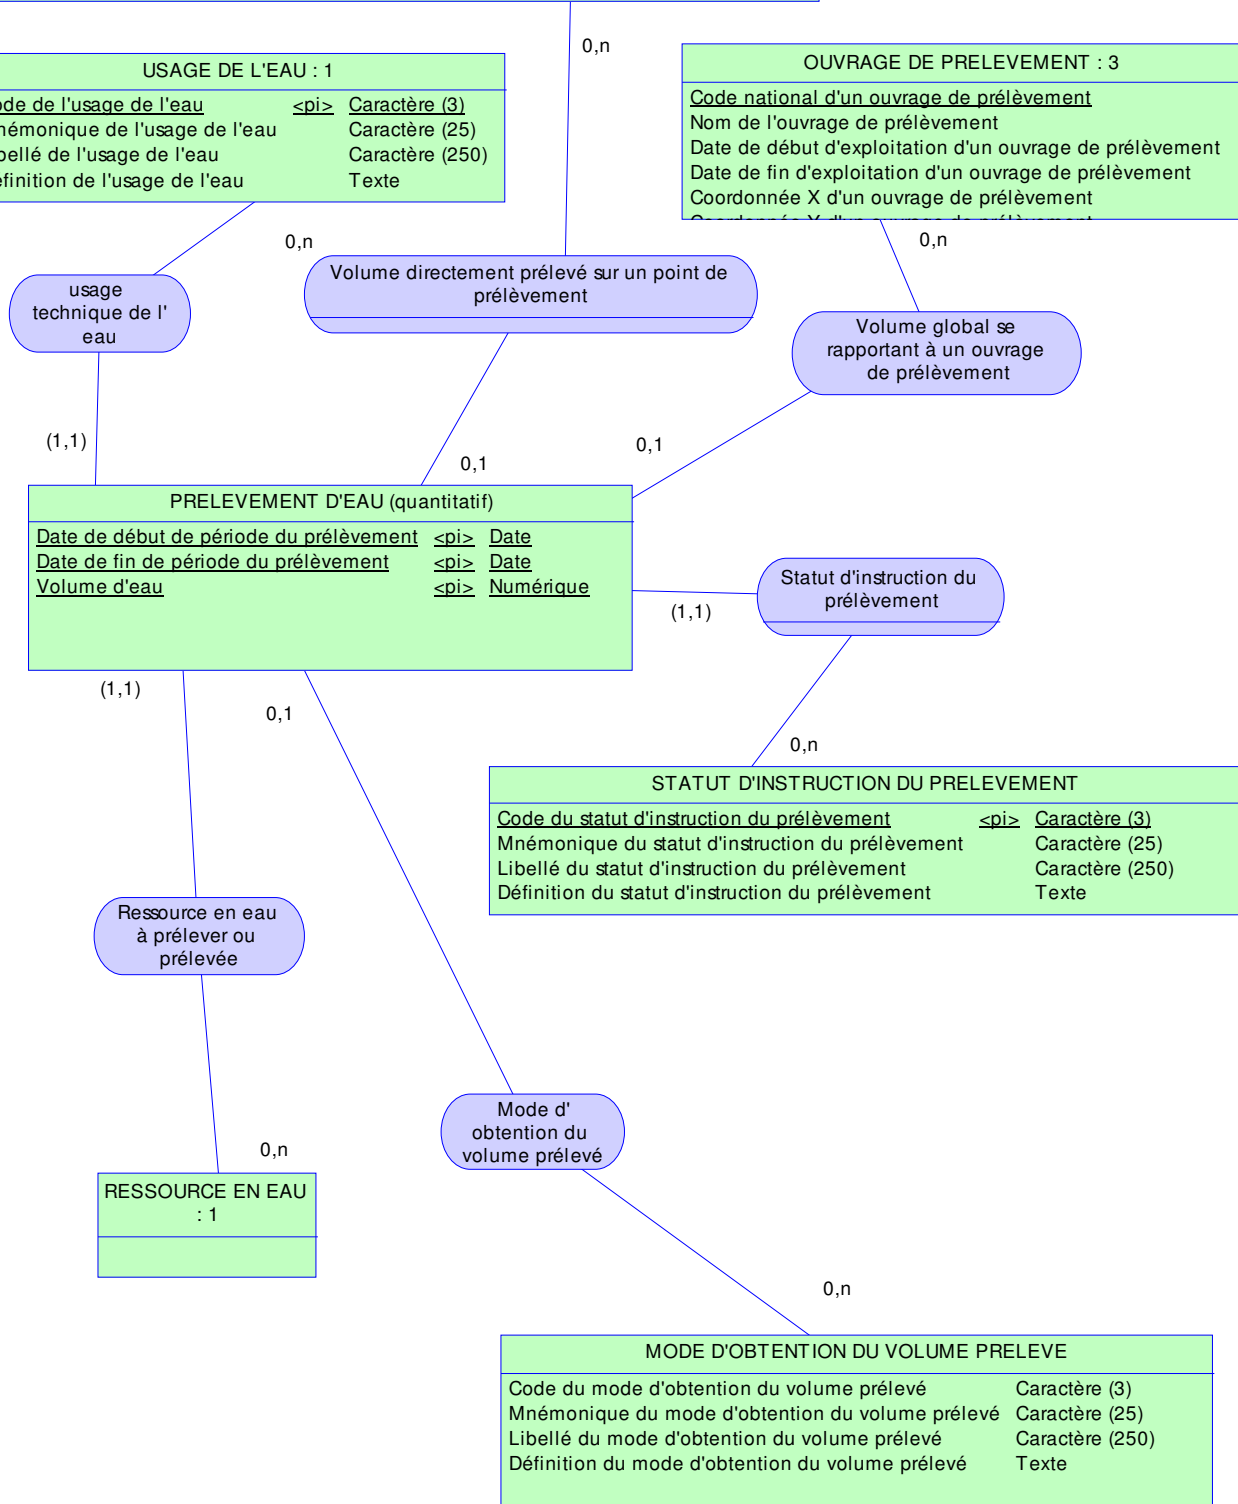 0,n
USAGE DE L'EAU : 1
de de l'usage de l'eau <pi> Caractère (3)
némonique de l'usage de l'eau Caractère (25)
bellé de l'usage de l'eau Caractère (250)
finition de l'usage de l'eau Texte
OUVRAGE DE PRELEVEMENT : 3
Code national d'un ouvrage de prélèvement
Nom de l'ouvrage de prélèvement
Date de début d'exploitation d'un ouvrage de prélèvement
Date de fin d'exploitation d'un ouvrage de prélèvement
Coordonnée X d'un ouvrage de prélèvement
Coordonnée Y d'un ouvrage de prélèvement
0,n
0,n
usage
technique de l'
eau
Volume directement prélevé sur un point de
prélèvement
Volume global se
rapportant à un ouvrage
de prélèvement
(1,1)
0,1
0,1
PRELEVEMENT D'EAU (quantitatif)
Date de début de période du prélèvement <pi> Date
Date de fin de période du prélèvement <pi> Date
Volume d'eau <pi> Numérique
Statut d'instruction du
prélèvement
(1,1)
(1,1)
0,1
0,n
STATUT D'INSTRUCTION DU PRELEVEMENT
Code du statut d'instruction du prélèvement <pi> Caractère (3)
Mnémonique du statut d'instruction du prélèvement Caractère (25)
Libellé du statut d'instruction du prélèvement Caractère (250)
Définition du statut d'instruction du prélèvement Texte
Ressource en eau
à prélever ou
prélevée
Mode d'
obtention du
volume prélevé
0,n
RESSOURCE EN EAU
: 1
0,n
MODE D'OBTENTION DU VOLUME PRELEVE
Code du mode d'obtention du volume prélevé Caractère (3)
Mnémonique du mode d'obtention du volume prélevé Caractère (25)
Libellé du mode d'obtention du volume prélevé Caractère (250)
Définition du mode d'obtention du volume prélevé Texte